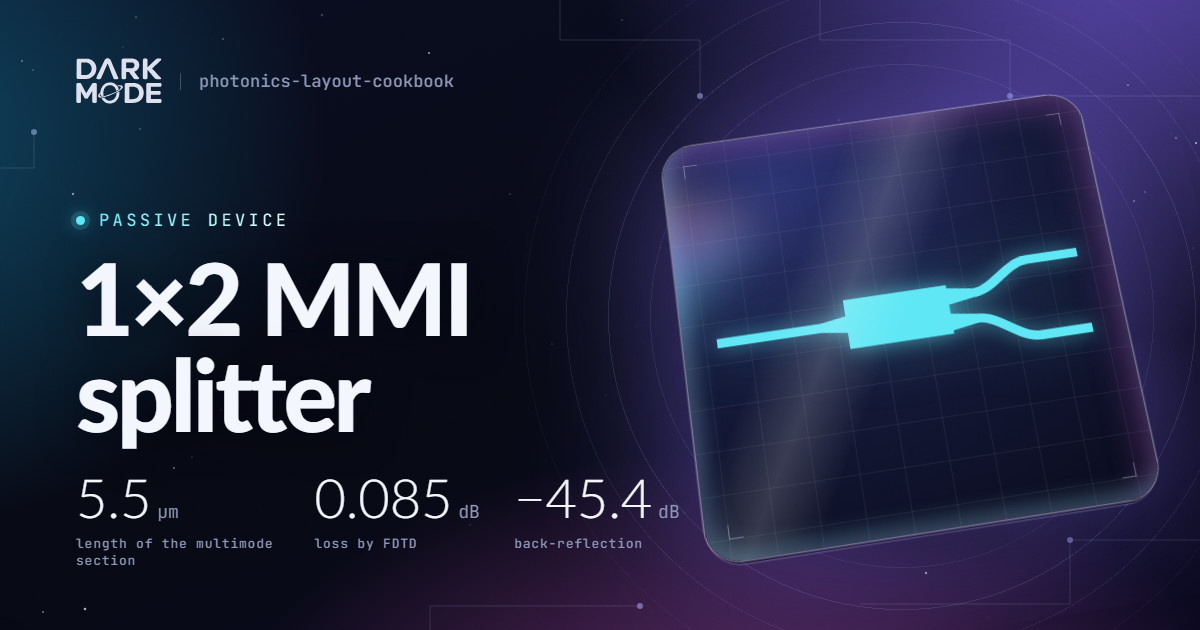 DARK
MODE
photonics-layout-cookbook
PASSIVE DEVICE
1×2 MMI
splitter
5.5 µm
length of the multimode
section
0.085 dB
loss by FDTD
−45.4 dB
back-reflection